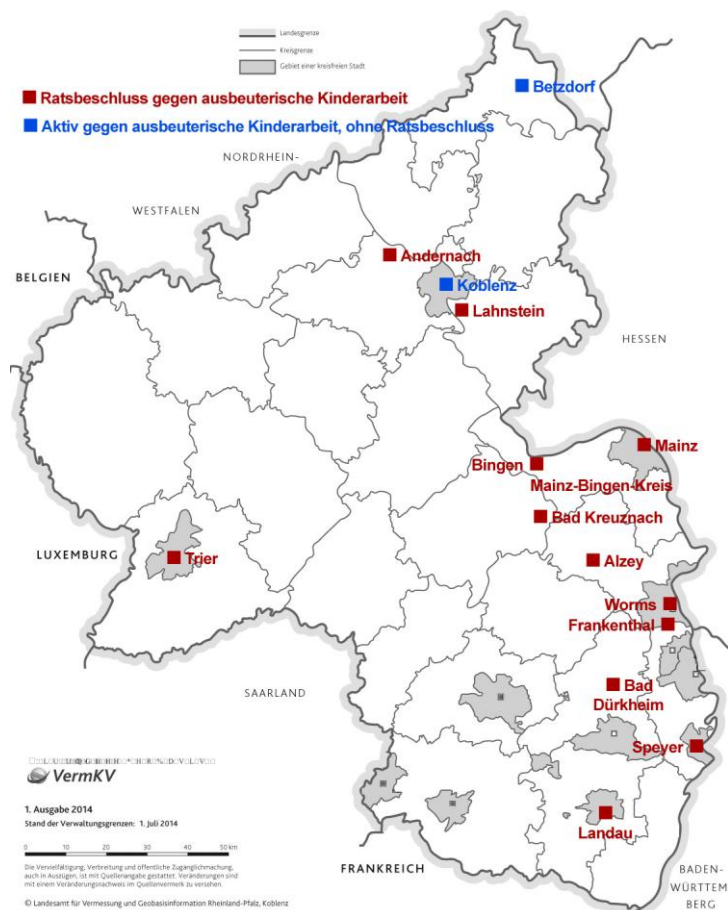 Landesgrenze
Kreisgrenze
Gebiet einer kreisfreien Stadt
Ratsbeschluss gegen ausbeuterische Kinderarbeit
Aktiv gegen ausbeuterische Kinderarbeit, ohne Ratsbeschluss
Betzdorf
NORDRHEIN-
WESTFALEN
Andernach
BELGIEN
Koblenz
Lahnstein
HESSEN
Mainz
Bingen
Mainz-Bingen-Kreis
Bad Kreuznach
LUXEMBURG
Trier
Alzey
Worms
Frankenthal
SAARLAND
Bad
Dürkheim
Speyer
VermKV
1. Ausgabe 2014
Stand der Verwaltungsgrenzen: 1. Juli 2014
Landau
0 10 20 30 40 50 km
FRANKREICH
BADEN-
WÜRTTEM
BERG
Die Vervielfältigung, Verbreitung und öffentliche Zugänglichmachung,
auch in Auszügen, ist mit Quellenangabe gestattet. Veränderungen sind
mit einem Veränderungsnachweis im Quellenvermerk zu versehen.
© Landesamt für Vermessung und Geobasisinformation Rheinland-Pfalz, Koblenz